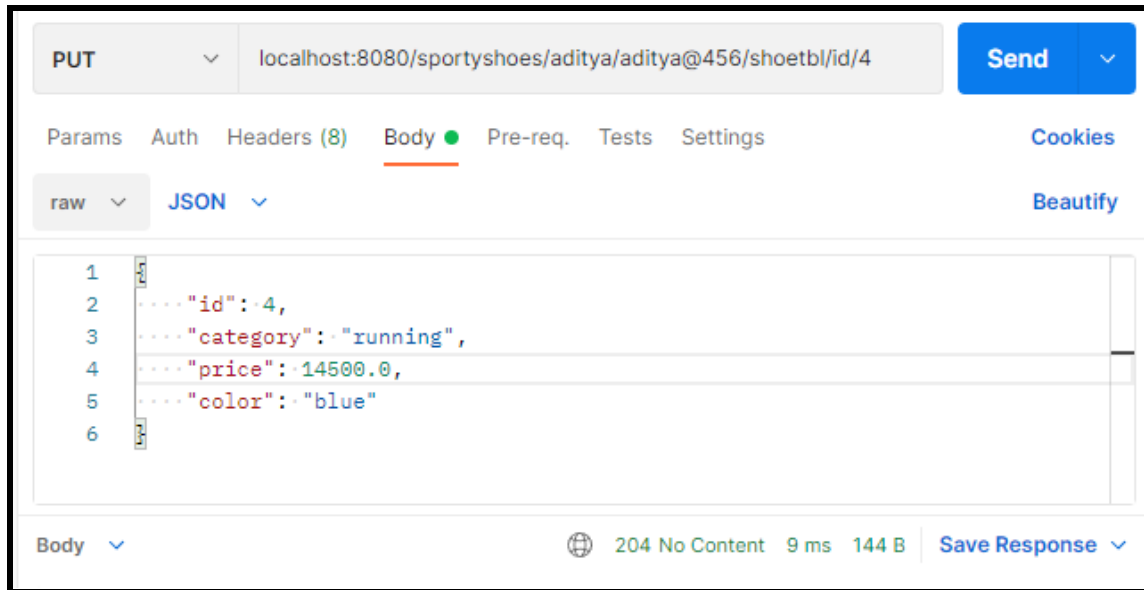 PUT localhost:8080/sportyshoes/aditya/aditya@456/shoetbl/id/4 Send
Params Auth Headers (8) Body Pre-req. Tests Settings Cookies
raw JSON Beautify
1 {
2 "id": 4,
3 "category": "running",
4 "price": 14500.0,
5 "color": "blue"
6 }
Body 204 No Content 9 ms 144 B Save Response